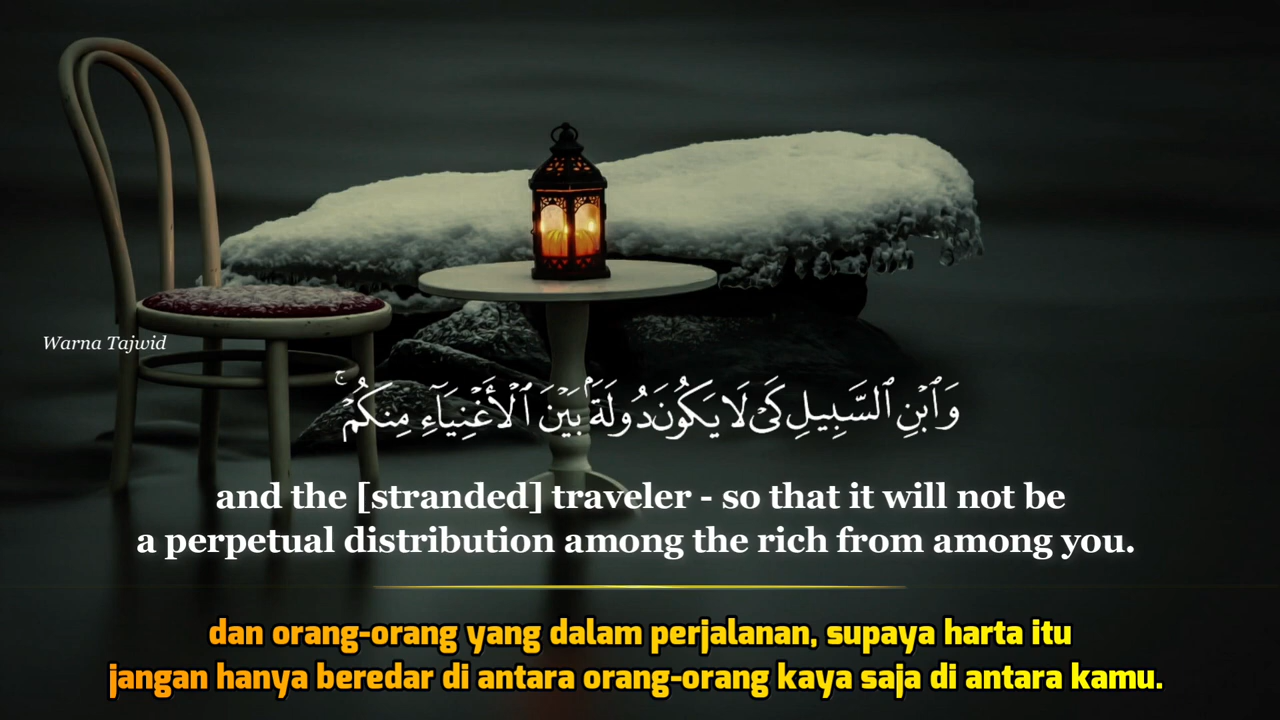 Warna Tajwid
وَٱبْنِ ٱلسَّبِيلِ كَىْ لَا يَكُونَ دُولَةًۢ بَيْنَ ٱلْأَغْنِيَآءِ مِنكُمْ ۚ
and the [stranded] traveler - so that it will not be
a perpetual distribution among the rich from among you.
dan orang-orang yang dalam perjalanan, supaya harta itu
jangan hanya beredar di antara orang-orang kaya saja di antara kamu.